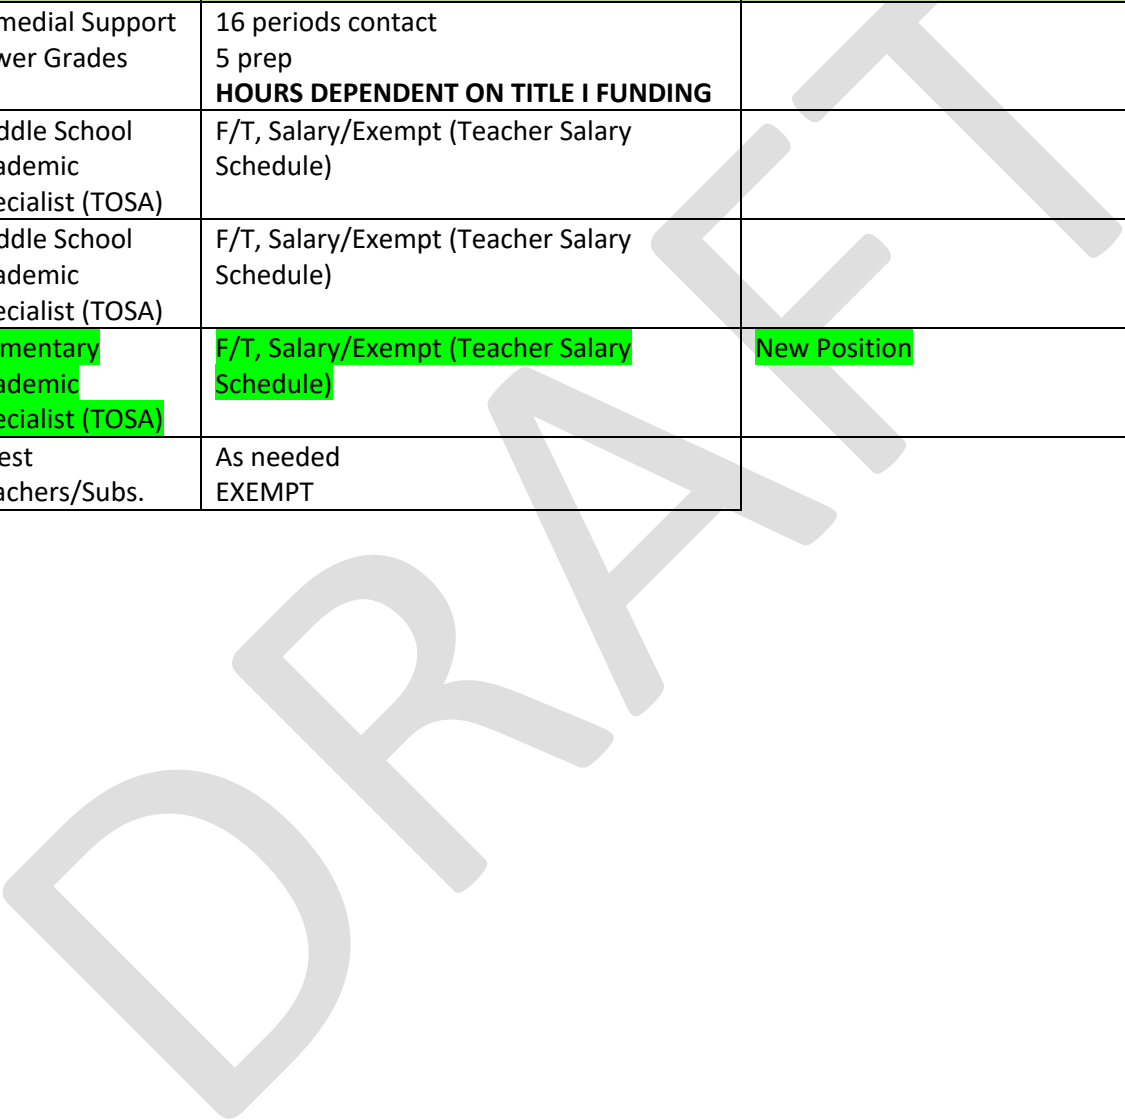 medial Support 16 periods contact
wer Grades 5 prep
HOURS DEPENDENT ON TITLE I FUNDING
ddle School F/T, Salary/Exempt (Teacher Salary
ademic Schedule)
ecialist (TOSA)
ddle School F/T, Salary/Exempt (Teacher Salary
ademic Schedule)
ecialist (TOSA)
mentary F/T, Salary/Exempt (Teacher Salary New Position
ademic Schedule)
ecialist (TOSA)
est As needed
achers/Subs. EXEMPT
DRAFT